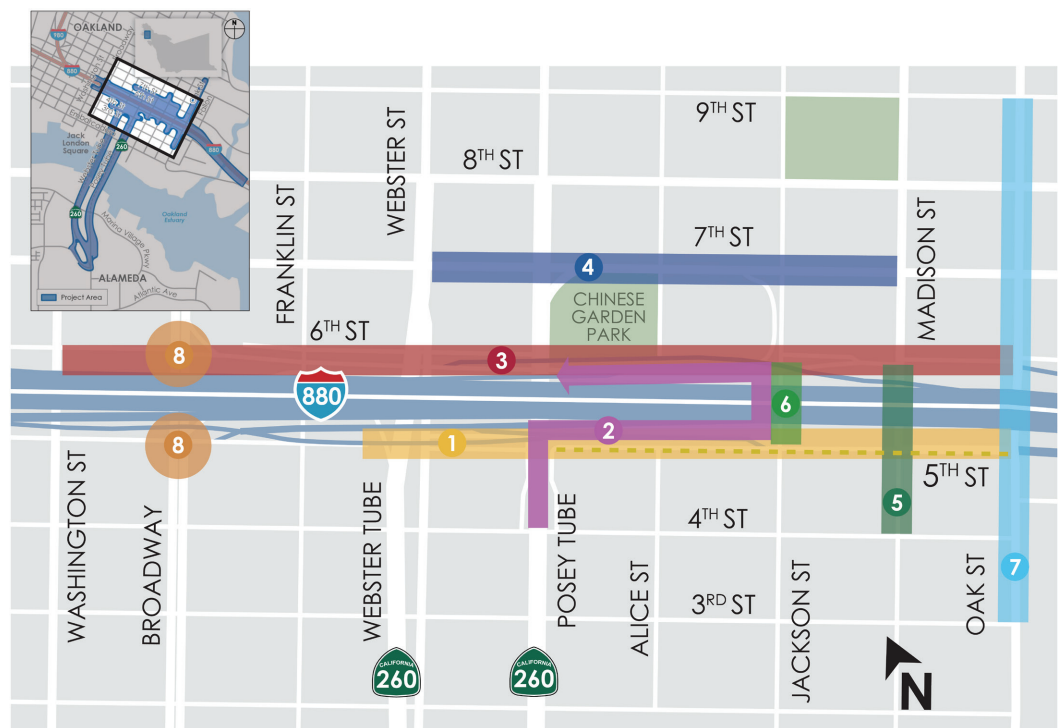 OAKLAND
N
980
880
Jack
London
Square
260
880
Oakland
Estuary
260
Marina Village Pkwy
ALAMEDA
Atlantic Ave
Project Area
9TH ST
8TH ST
WEBSTER ST
FRANKLIN ST
7TH ST
MADISON ST
4
CHINESE
GARDEN
PARK
6TH ST
8
3
880
6
2
1
8
5TH ST
5
WASHINGTON ST
BROADWAY
WEBSTER TUBE
POSEY TUBE
4TH ST
ALICE ST
3RD ST
JACKSON ST
OAK ST
7
CALIFORNIA
260
CALIFORNIA
260
N